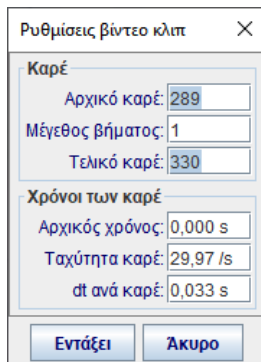 Ρυθμίσεις βίντεο κλιπ
Καρέ
Αρχικό καρέ: 289
Μέγεθος βήματος: 1
Τελικό καρέ: 330
Χρόνοι των καρέ
Αρχικός χρόνος: 0,000 s
Ταχύτητα καρέ: 29,97 /s
dt ανά καρέ: 0,033 s
Εντάξει Άκυρο